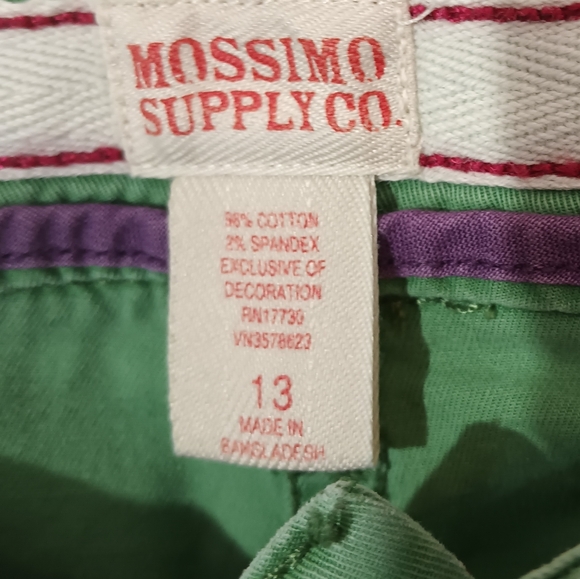 MOSSIMO
SUPPLY CO.
98% COTTON
2% SPANDEX
EXCLUSIVE OF
DECORATION
RN17730
VN3578623
13
MADE IN
BANGLADESH